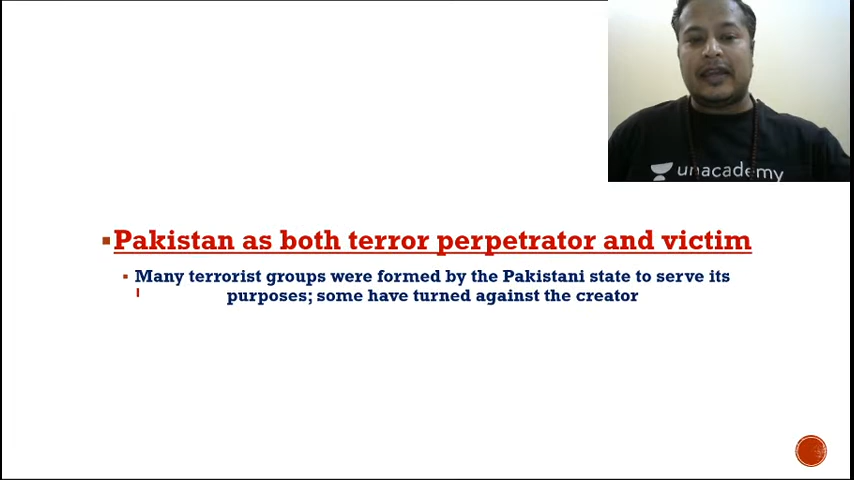 unacademy
Pakistan as both terror perpetrator and victim
Many terrorist groups were formed by the Pakistani state to serve its
purposes; some have turned against the creator